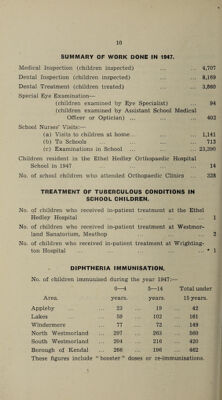 10
SUMMARY OF WORK DONE IN 1947.
Medical Inspection (children inspected) ... ... 4,707
Dental Inspection (children inspected) ... ... 8,169
Dental Treatment (children treated) ... ... 3,860
Special Eye Examination—
(children examined by Eye Specialist) ... 94
(children examined by Assistant School Medical
Officer or Optician) ... ... ... 402
School Nurses' Visits:—
(a) Visits to children at home ... ... ... 1,141
(b) To Schools ... ... ... 713
(c) Examinations in School ... ... ... 23,390
Children resident in the Ethel Hedley Orthopaedic Hospital
School in 1947 ... ... ... ... 14
No. of school children who attended Orthopaedic Clinics ... 328
TREATMENT OF TUBERCULOUS CONDITIONS IN
SCHOOL CHILDREN.
No. of children who received in-patient treatment at the Ethel
Hedley Hospital ... ... ... ... 1
No. of children who received in-patient treatment at Westmor-
land Sanatorium, Meathop ... ... ... 2
No. of children who received in-patient treatment at Wrighting-
ton Hospital ... ... ... ... 1
DIPHTHERIA IMMUNISATION.
No. of children immunised during the year 1947:—
0—4 5—14 Total under
Area. years. years. 15 years.
Appleby ... 23 ... 19 ... 42
Lakes ... 59 ... 102 ... 161
Windermere ... 77 ... 72 ... 149
North Westmorland ... 297 ... 263 ... 560
South Westmorland ... 204 ... 216 ... 420
Borough of Kendal ... 266 ... 196 ... 462
These figures include "booster" doses or re-immunisations.